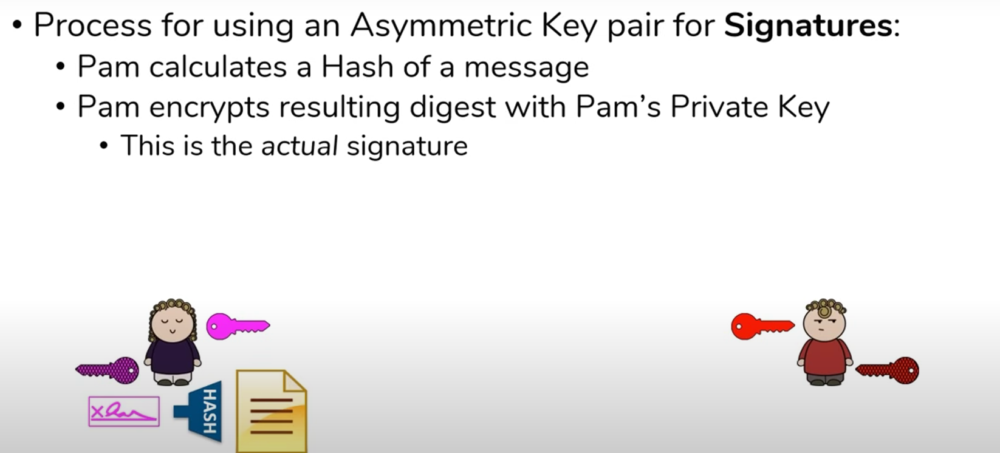 • Process for using an Asymmetric Key pair for Signatures:
• Pam calculates a Hash of a message
• Pam encrypts resulting digest with Pam’s Private Key
• This is the actual signature
HASH